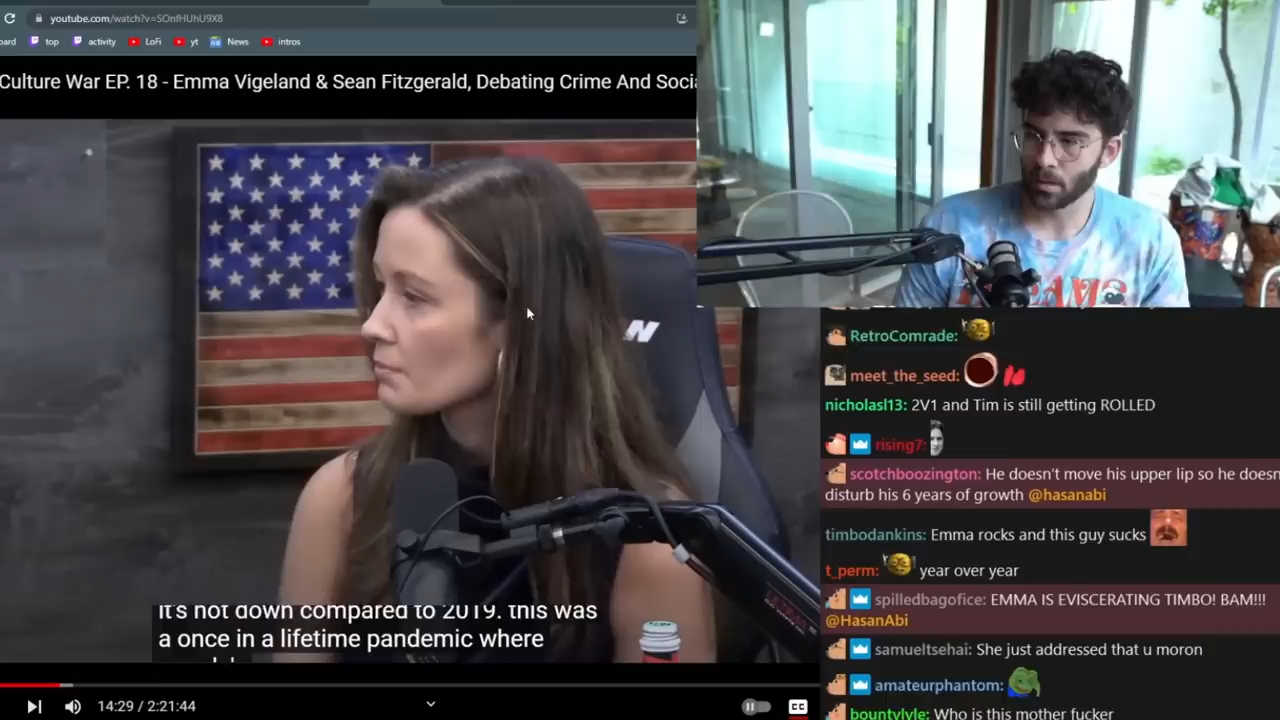 youtube.com/watch?v=SOnfHUhU9X8
oard top activity LoFi yt News intros
Culture War EP. 18 - Emma Vigeland & Sean Fitzgerald, Debating Crime And Socia
N
it's not down compared to 2019. this was
a once in a lifetime pandemic where
14:29 / 2:21:44
CC
RetroComrade:
meet_the_seed:
nicholasl13: 2V1 and Tim is still getting ROLLED
rising7:
scotchboozington: He doesn't move his upper lip so he doesn
disturb his 6 years of growth @hasanabi
timbodankins: Emma rocks and this guy sucks
t_perm: year over year
spilledbagofice: EMMA IS EVISCERATING TIMBO! BAM!!!
@HasanAbi
samueltsehai: She just addressed that u moron
amateurphantom:
bountylyle: Who is this mother fucker